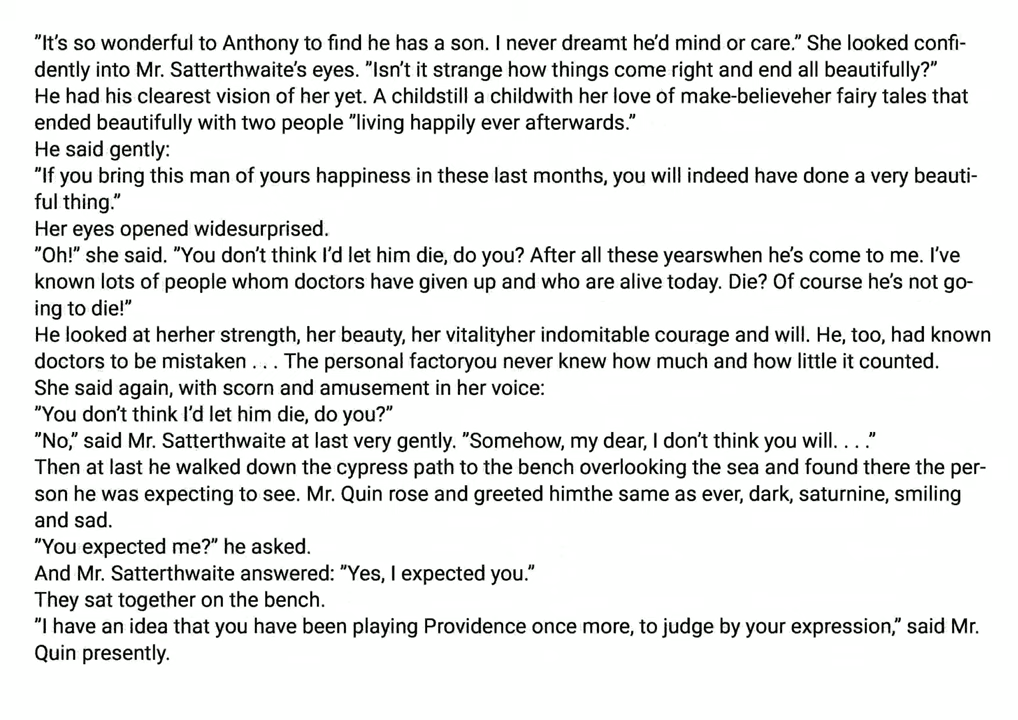 "It's so wonderful to Anthony to find he has a son. I never dreamt he'd mind or care." She looked confi-
dently into Mr. Satterthwaite's eyes. "Isn't it strange how things come right and end all beautifully?"
He had his clearest vision of her yet. A childstill a childwith her love of make-believeher fairy tales that
ended beautifully with two people "living happily ever afterwards."
He said gently:
"If you bring this man of yours happiness in these last months, you will indeed have done a very beauti-
ful thing."
Her eyes opened widesurprised.
"Oh!" she said. "You don't think I'd let him die, do you? After all these yearswhen he's come to me. I've
known lots of people whom doctors have given up and who are alive today. Die? Of course he's not go-
ing to die!"
He looked at herher strength, her beauty, her vitalityher indomitable courage and will. He, too, had known
doctors to be mistaken . . . The personal factoryou never knew how much and how little it counted.
She said again, with scorn and amusement in her voice:
"You don't think I'd let him die, do you?"
"No," said Mr. Satterthwaite at last very gently. "Somehow, my dear, I don't think you will. . . ."
Then at last he walked down the cypress path to the bench overlooking the sea and found there the per-
son he was expecting to see. Mr. Quin rose and greeted himthe same as ever, dark, saturnine, smiling
and sad.
"You expected me?" he asked.
And Mr. Satterthwaite answered: "Yes, I expected you."
They sat together on the bench.
"I have an idea that you have been playing Providence once more, to judge by your expression," said Mr.
Quin presently.